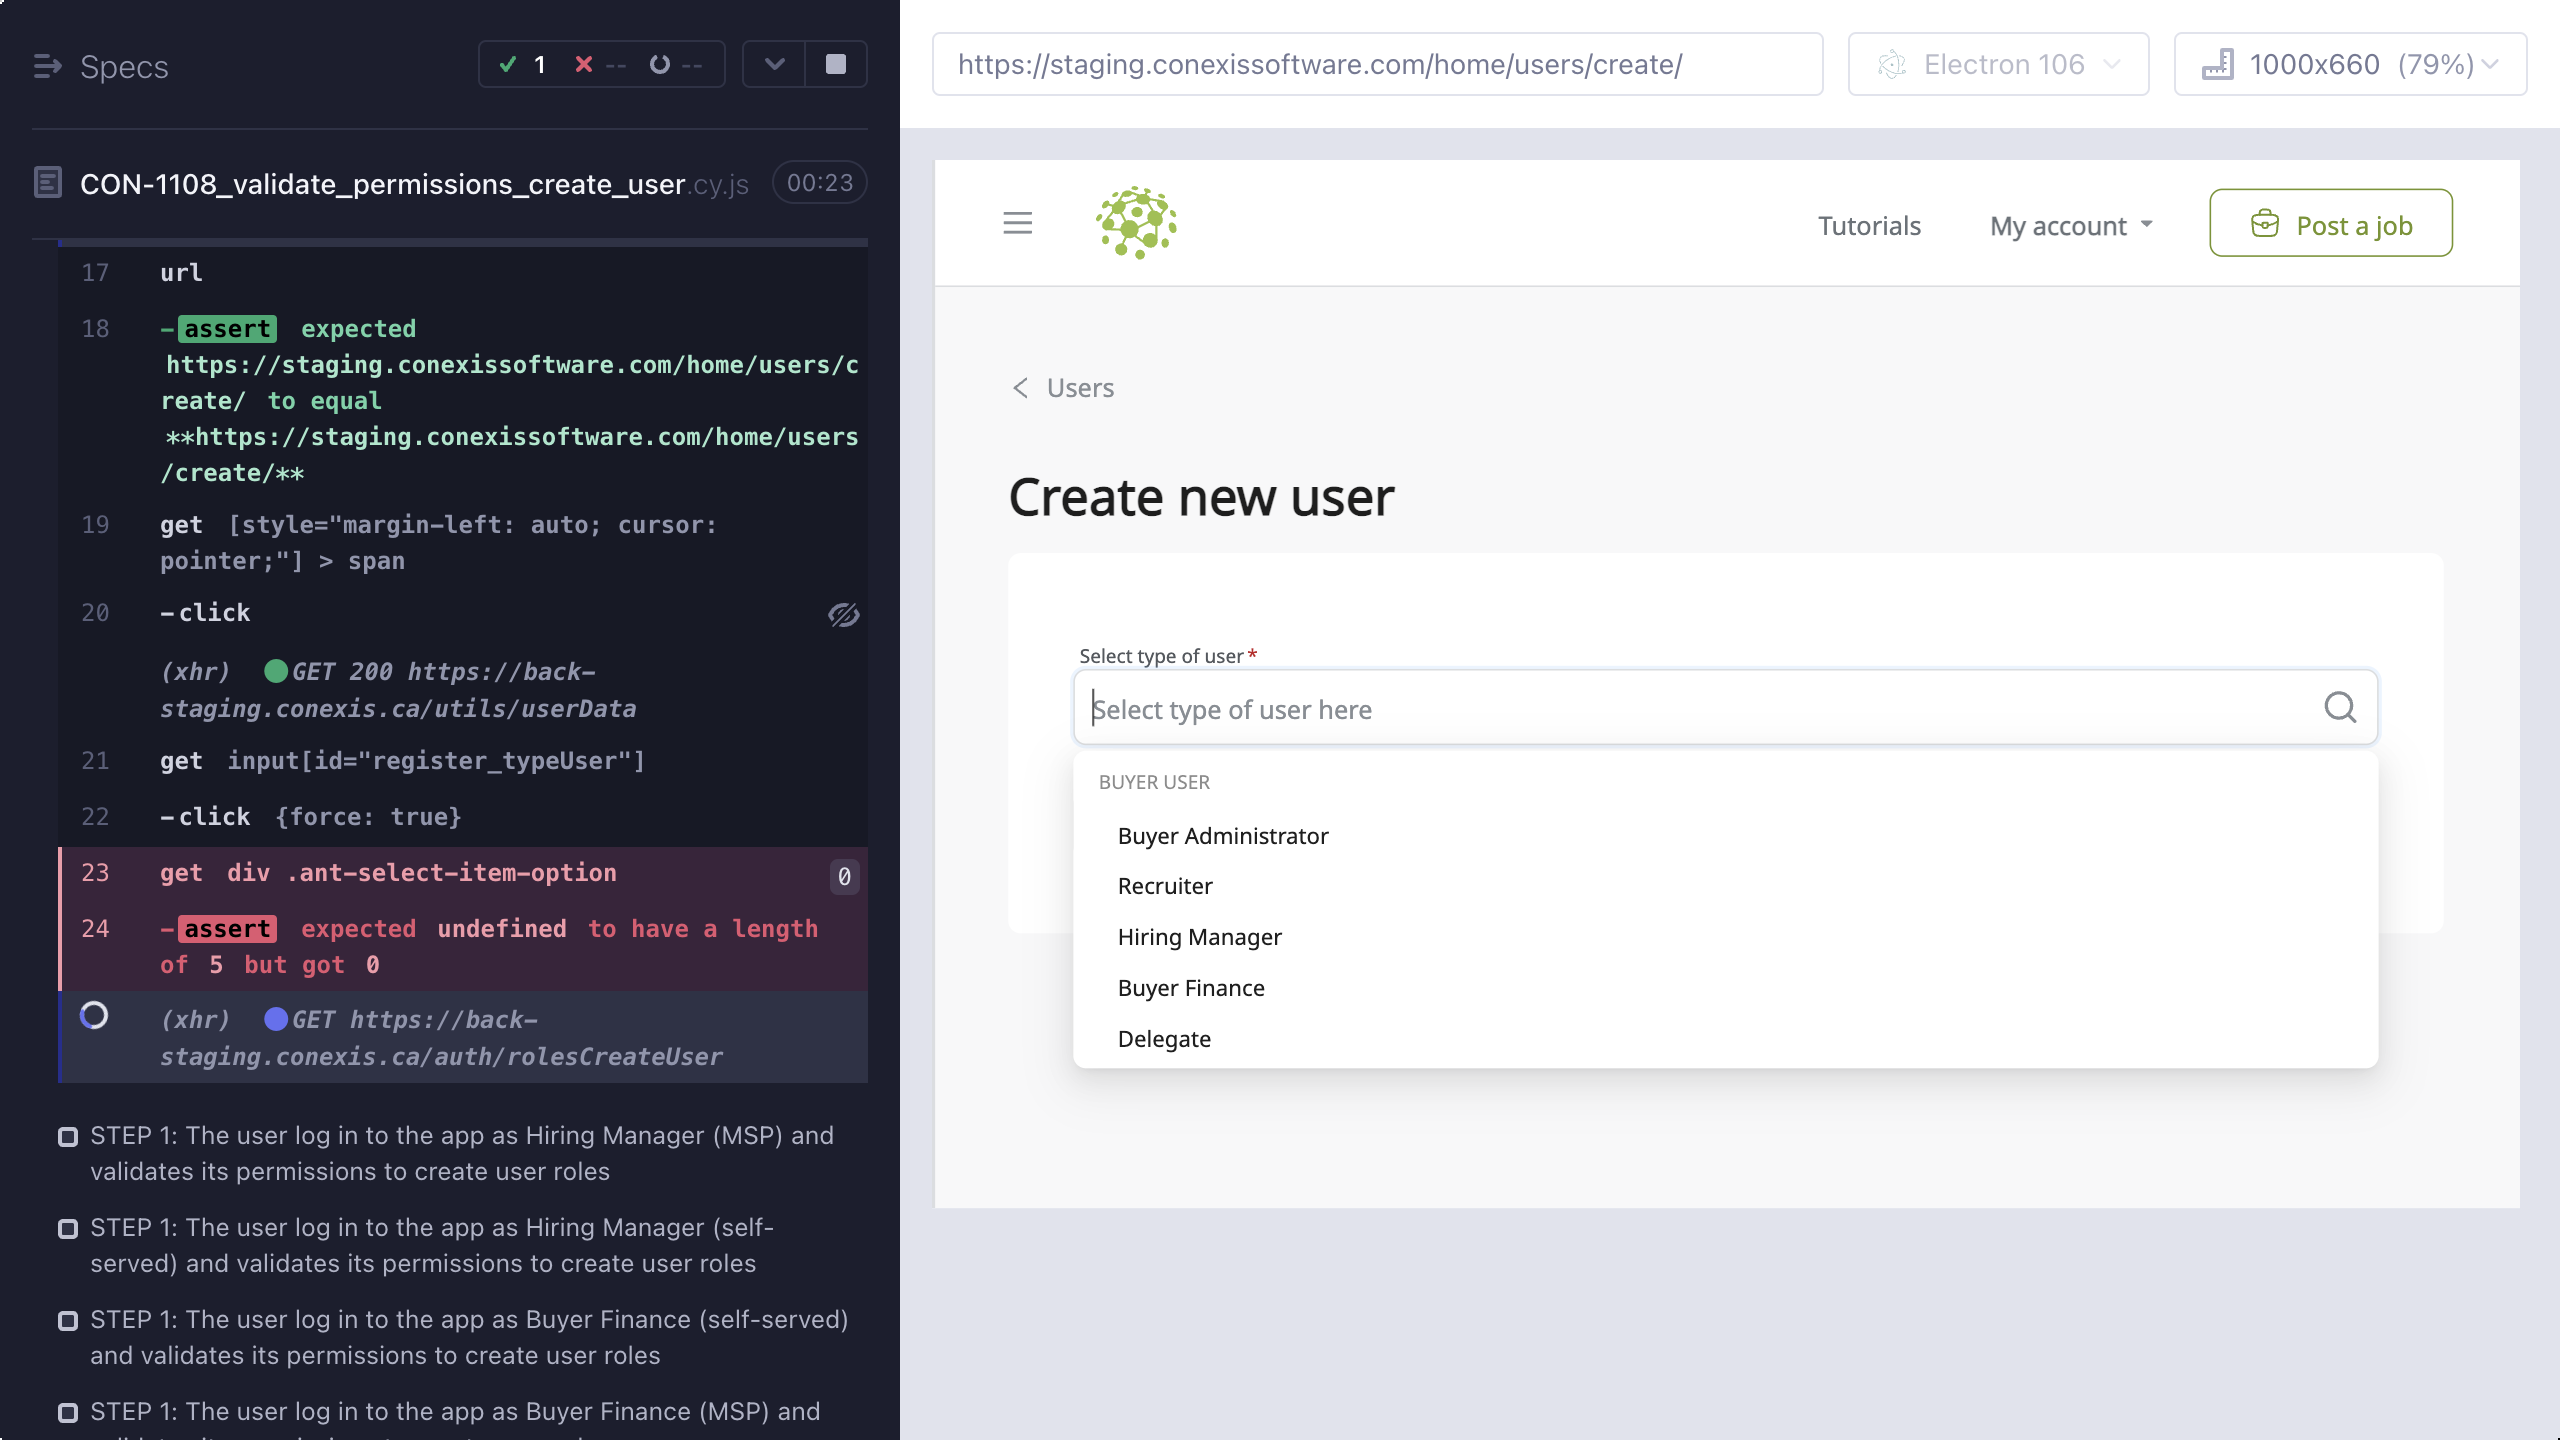 Specs
1 -- --
CON-1108_validate_permissions_create_user.cy.js 00:23
17 url
18 -assert expected
https://staging.conexissoftware.com/home/users/c
reate/ to equal
**https://staging.conexissoftware.com/home/users
/create/**
19 get [style="margin-left: auto; cursor:
pointer;"] > span
20 -click
(xhr) GET 200 https://back-
staging.conexis.ca/utils/userData
21 get input[id="register_typeUser"]
22 -click {force: true}
23 get div .ant-select-item-option 0
24 -assert expected undefined to have a length
of 5 but got 0
(xhr) GET https://back-
staging.conexis.ca/auth/rolesCreateUser
STEP 1: The user log in to the app as Hiring Manager (MSP) and
validates its permissions to create user roles
STEP 1: The user log in to the app as Hiring Manager (self-
served) and validates its permissions to create user roles
STEP 1: The user log in to the app as Buyer Finance (self-served)
and validates its permissions to create user roles
STEP 1: The user log in to the app as Buyer Finance (MSP) and
https://staging.conexissoftware.com/home/users/create/
Electron 106
1000x660 (79%)
Tutorials
My account
Post a job
Users
Create new user
Select type of user*
Select type of user here
BUYER USER
Buyer Administrator
Recruiter
Hiring Manager
Buyer Finance
Delegate